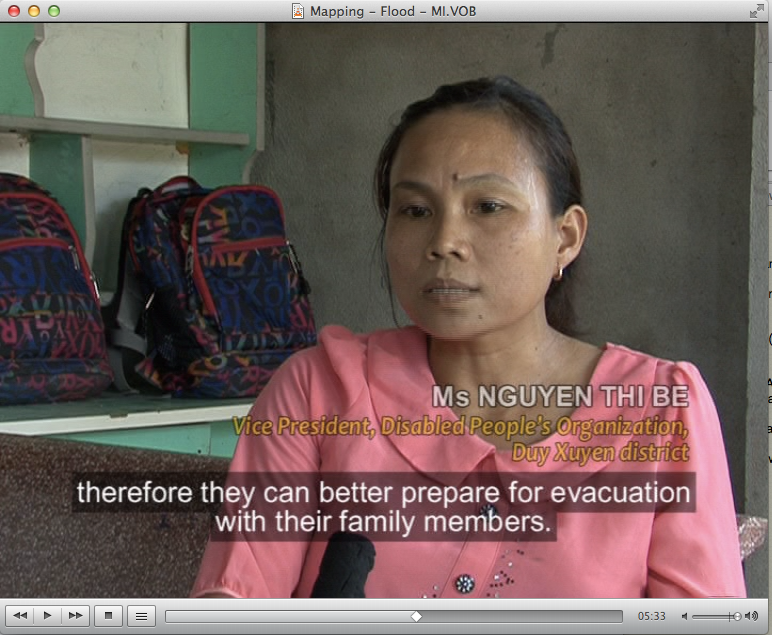 Mapping - Flood - MI.VOB
Ms NGUYEN THI BE
Vice President, Disabled People's Organization,
Duy Xuyen district
therefore they can better prepare for evacuation
with their family members.
05:33